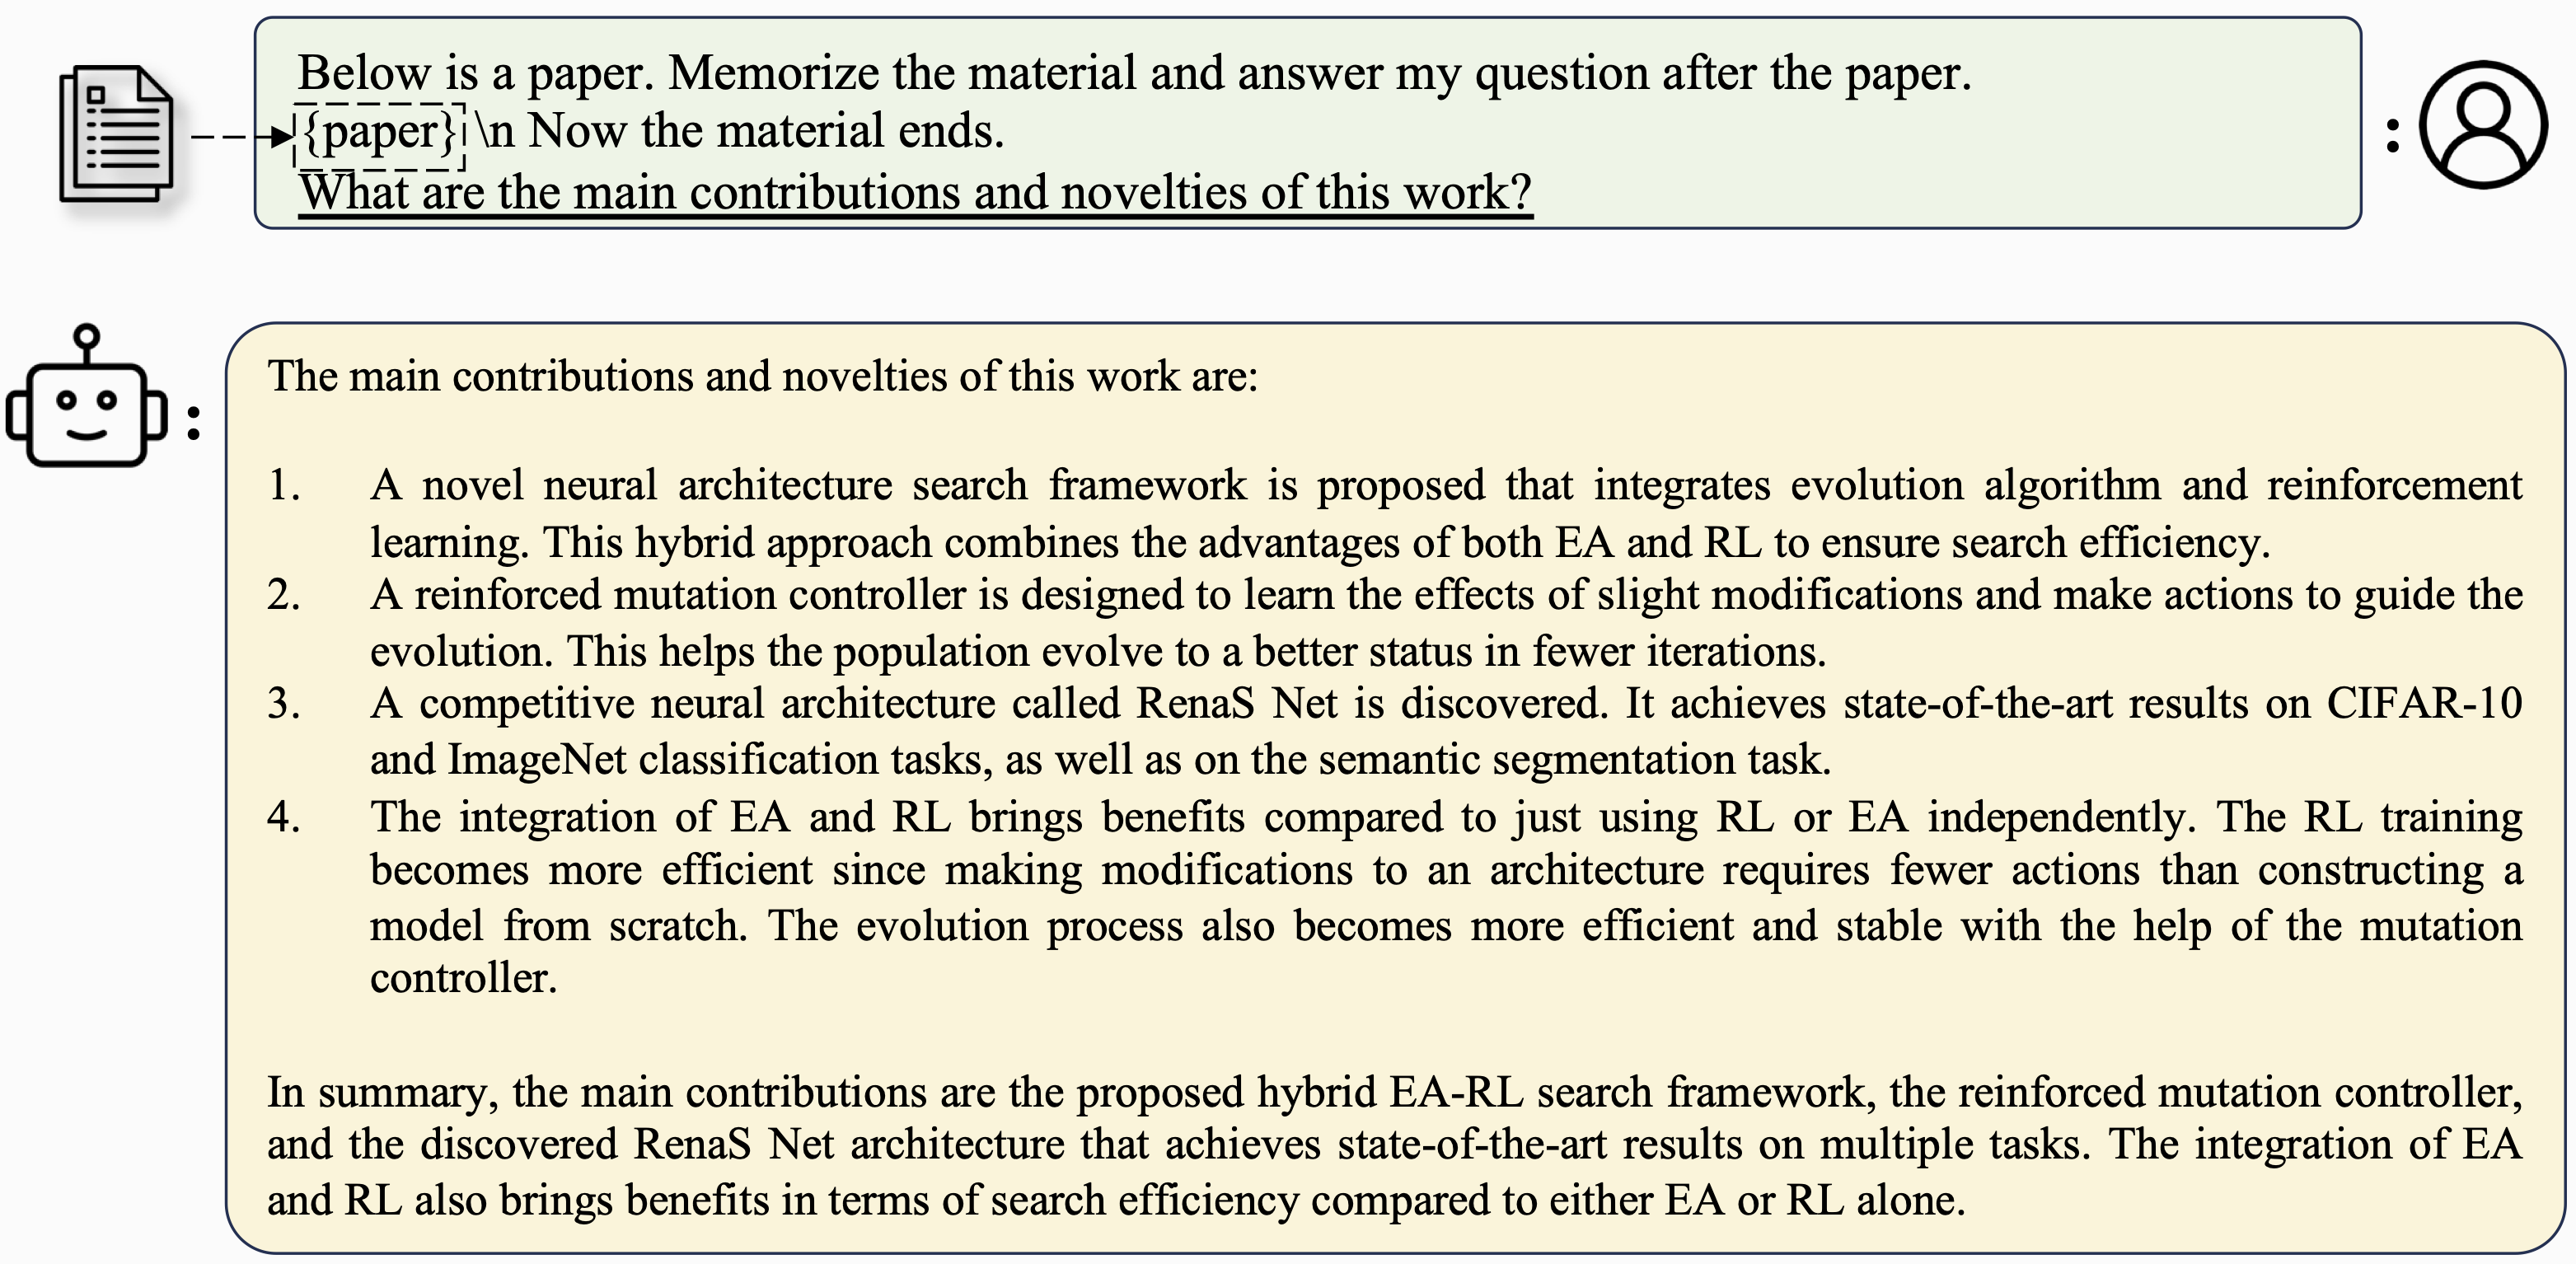 Below is a paper. Memorize the material and answer my question after the paper.
{paper} \n Now the material ends.
What are the main contributions and novelties of this work?
:
:
The main contributions and novelties of this work are:
1. A novel neural architecture search framework is proposed that integrates evolution algorithm and reinforcement
learning. This hybrid approach combines the advantages of both EA and RL to ensure search efficiency.
2. A reinforced mutation controller is designed to learn the effects of slight modifications and make actions to guide the
evolution. This helps the population evolve to a better status in fewer iterations.
3. A competitive neural architecture called RenaS Net is discovered. It achieves state-of-the-art results on CIFAR-10
and ImageNet classification tasks, as well as on the semantic segmentation task.
4. The integration of EA and RL brings benefits compared to just using RL or EA independently. The RL training
becomes more efficient since making modifications to an architecture requires fewer actions than constructing a
model from scratch. The evolution process also becomes more efficient and stable with the help of the mutation
controller.
In summary, the main contributions are the proposed hybrid EA-RL search framework, the reinforced mutation controller,
and the discovered RenaS Net architecture that achieves state-of-the-art results on multiple tasks. The integration of EA
and RL also brings benefits in terms of search efficiency compared to either EA or RL alone.